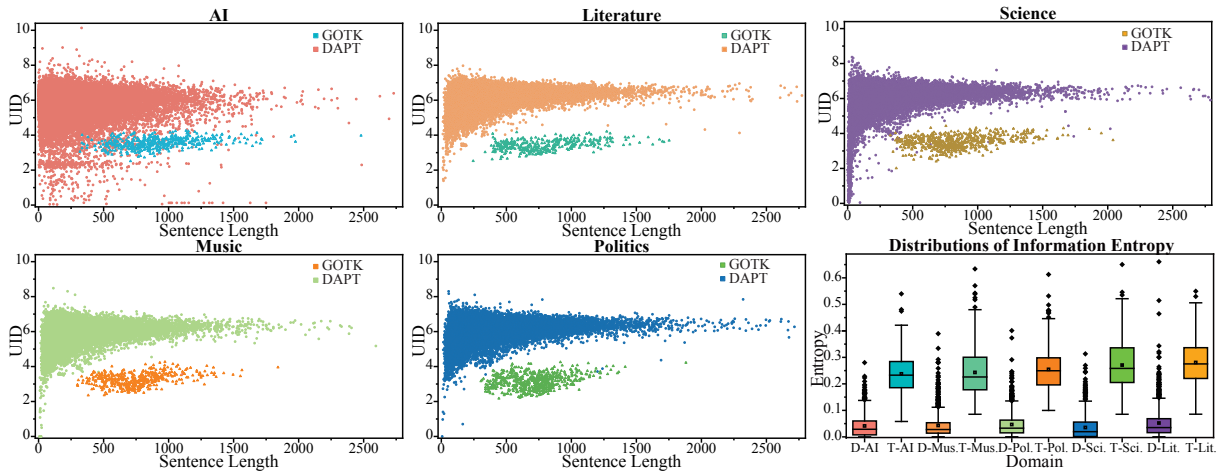 AI
GOTK
DAPT
UID
10
8
6
4
2
0
0 500 1000 1500 2000 2500
Sentence Length
Literature
GOTK
DAPT
UID
10
8
6
4
2
0
0 500 1000 1500 2000 2500
Sentence Length
Science
GOTK
DAPT
UID
10
8
6
4
2
0
0 500 1000 1500 2000 2500
Sentence Length
Music
GOTK
DAPT
UID
10
8
6
4
2
0
0 500 1000 1500 2000 2500
Sentence Length
Politics
GOTK
DAPT
UID
10
8
6
4
2
0
0 500 1000 1500 2000 2500
Sentence Length
Distributions of Information Entropy
Entropy
0.6
0.5
0.4
0.3
0.2
0.1
0.0
D-AI T-AI D-Mus. T-Mus. D-Pol. T-Pol. D-Sci. T-Sci. D-Lit. T-Lit.
Domain